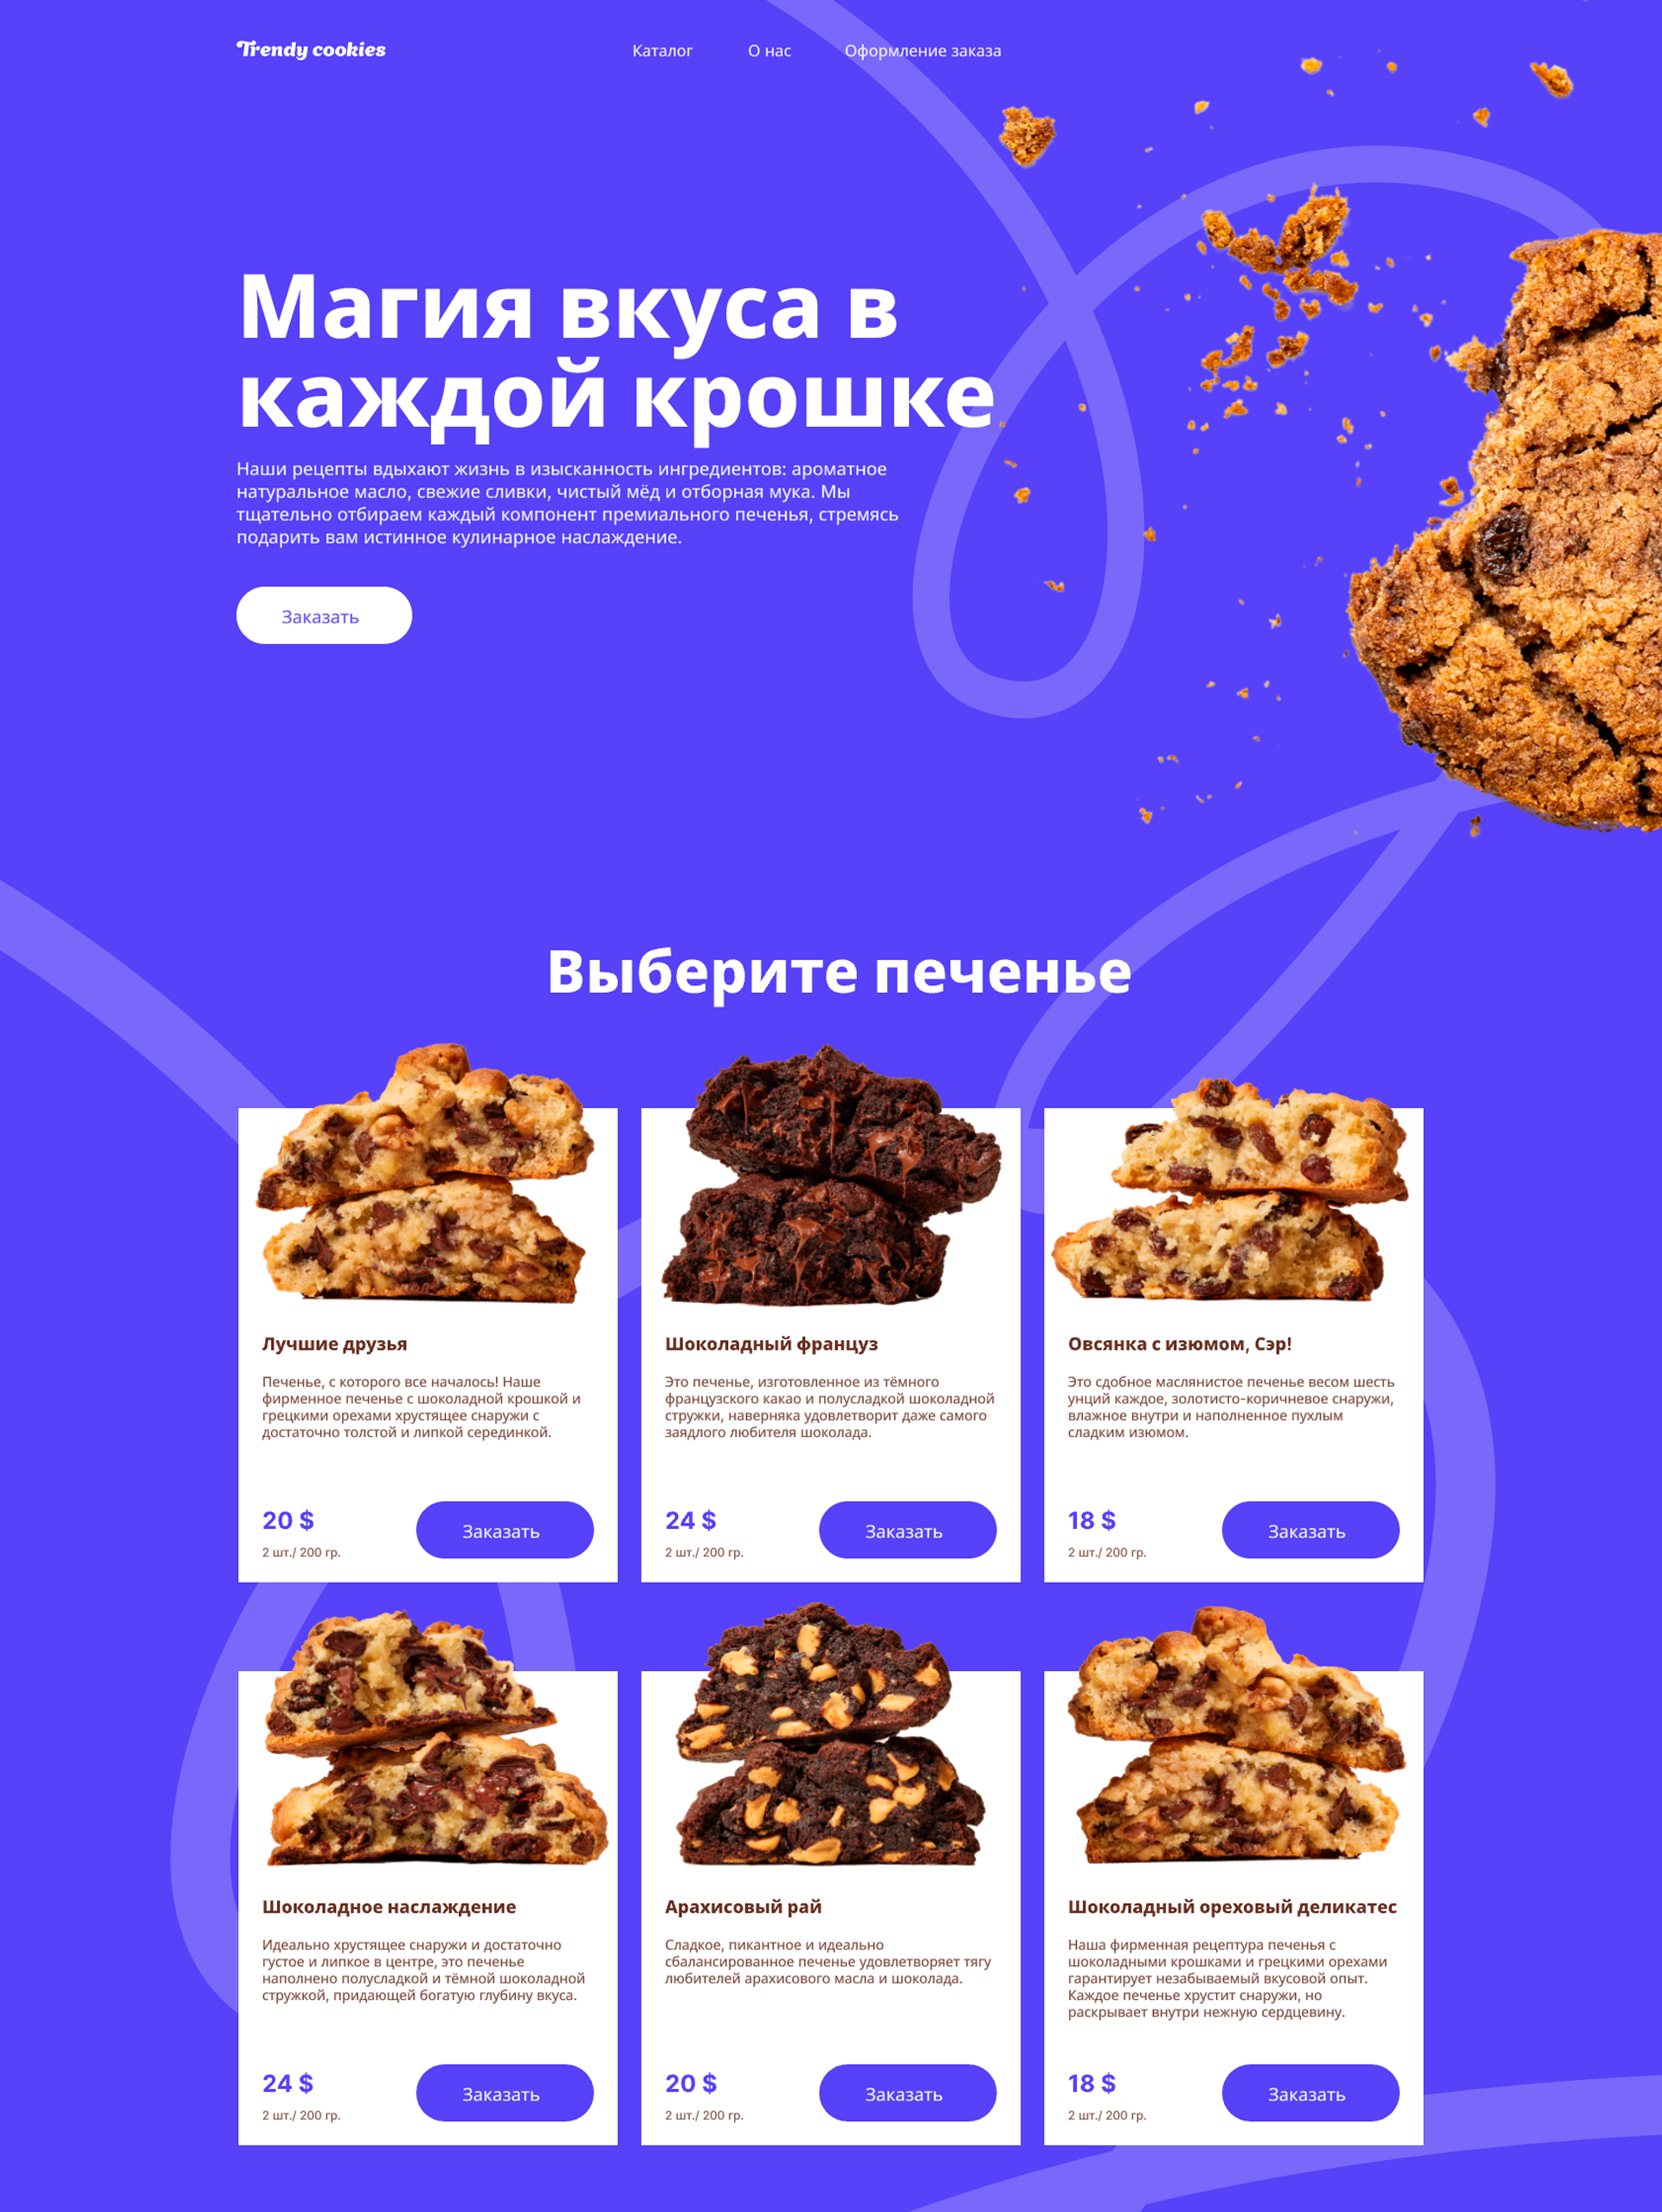 Trendy cookies
Каталог
О нас
Оформление заказа
Магия вкуса в
каждой крошке
Наши рецепты вдыхают жизнь в изысканность ингредиентов: ароматное
натуральное масло, свежие сливки, чистый мёд и отборная мука. Мы
тщательно отбираем каждый компонент премиального печенья, стремясь
подарить вам истинное кулинарное наслаждение.
Заказать
Выберите печенье
Лучшие друзья
Печенье, с которого все началось! Наше
фирменное печенье с шоколадной крошкой и
грецкими орехами хрустящее снаружи с
достаточно толстой и липкой серединкой.
20 $
2 шт./ 200 гр.
Заказать
Шоколадный француз
Это печенье, изготовленное из тёмного
французского какао и полусладкой шоколадной
стружки, наверняка удовлетворит даже самого
заядлого любителя шоколада.
24 $
2 шт./ 200 гр.
Заказать
Овсянка с изюмом, Сэр!
Это сдобное маслянистое печенье весом шесть
унций каждое, золотисто-коричневое снаружи,
влажное внутри и наполненное пухлым
сладким изюмом.
18 $
2 шт./ 200 гр.
Заказать
Шоколадное наслаждение
Идеально хрустящее снаружи и достаточно
густое и липкое в центре, это печенье
наполнено полусладкой и тёмной шоколадной
стружкой, придающей богатую глубину вкуса.
24 $
2 шт./ 200 гр.
Заказать
Арахисовый рай
Сладкое, пикантное и идеально
сбалансированное печенье удовлетворяет тягу
любителей арахисового масла и шоколада.
20 $
2 шт./ 200 гр.
Заказать
Шоколадный ореховый деликатес
Наша фирменная рецептура печенья с
шоколадными крошками и грецкими орехами
гарантирует незабываемый вкусовой опыт.
Каждое печенье хрустит снаружи, но
раскрывает внутри нежную сердцевину.
18 $
2 шт./ 200 гр.
Заказать